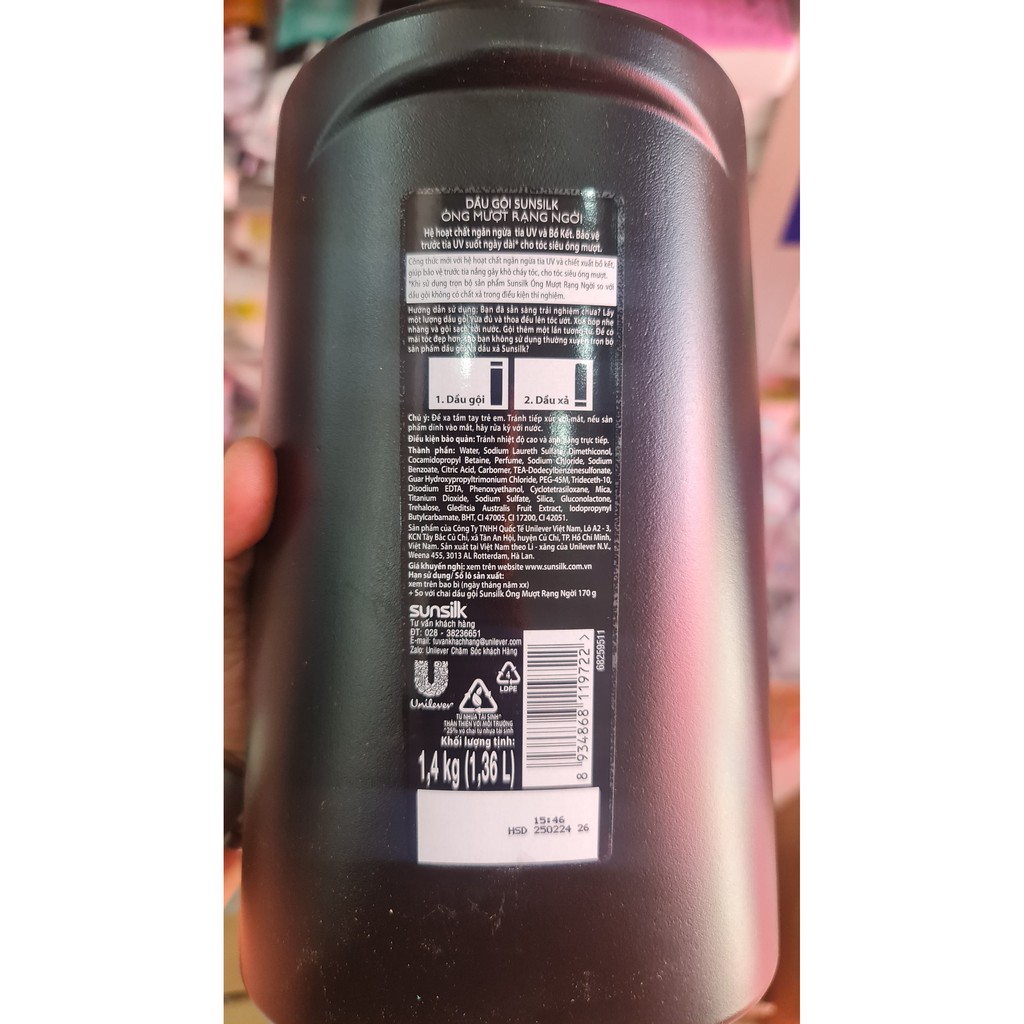 DẦU GỘI SUNSILK
ÓNG MƯỢT RẠNG NGỜI
Hệ hoạt chất ngăn ngừa tia UV và Bồ Kết. Bảo vệ
trước tia UV suốt ngày dài* cho tóc siêu óng mượt.
Công thức mới với hệ hoạt chất ngăn ngừa tia UV và chiết xuất bồ kết,
giúp bảo vệ trước tia nắng gây khô cháy tóc, cho tóc siêu óng mượt.
*Khi sử dụng trọn bộ sản phẩm Sunsilk Óng Mượt Rạng Ngời so với
dầu gội không có chất xả trong điều kiện thí nghiệm.
Hướng dẫn sử dụng: Bạn đã sẵn sàng trải nghiệm chưa? Lấy
một lượng dầu gội vừa đủ và thoa đều lên tóc ướt. Xoa bóp nhẹ
nhàng và gội sạch với nước. Gội thêm một lần tương tự. Để có
mái tóc đẹp hơn, sao bạn không sử dụng thường xuyên trọn bộ
sản phẩm dầu gội và dầu xả Sunsilk?
1. Dầu gội
2. Dầu xả
Chú ý: Để xa tầm tay trẻ em. Tránh tiếp xúc với mắt, nếu sản
phẩm dính vào mắt, hãy rửa kỹ với nước.
Điều kiện bảo quản: Tránh nhiệt độ cao và ánh nắng trực tiếp.
Thành phần: Water, Sodium Laureth Sulfate, Dimethiconol,
Cocamidopropyl Betaine, Perfume, Sodium Chloride, Sodium
Benzoate, Citric Acid, Carbomer, TEA-Dodecylbenzenesulfonate,
Guar Hydroxypropyltrimonium Chloride, PEG-45M, Trideceth-10,
Disodium EDTA, Phenoxyethanol, Cyclotetrasiloxane, Mica,
Titanium Dioxide, Sodium Sulfate, Silica, Gluconolactone,
Trehalose, Gleditsia Australis Fruit Extract, Iodopropynyl
Butylcarbamate, BHT, CI 47005, CI 17200, CI 42051.
Sản phẩm của Công Ty TNHH Quốc Tế Unilever Việt Nam, Lô A2 - 3,
KCN Tây Bắc Củ Chi, xã Tân An Hội, huyện Củ Chi, TP. Hồ Chí Minh,
Việt Nam. Sản xuất tại Việt Nam theo Li - xăng của Unilever N.V.,
Weena 455, 3013 AL Rotterdam, Hà Lan.
Giá khuyến nghị: xem trên website www.sunsilk.com.vn
Hạn sử dụng/ Số lô sản xuất:
xem trên bao bì (ngày tháng năm xx)
+ So với chai dầu gội Sunsilk Óng Mượt Rạng Ngời 170 g
sunsilk
Tư vấn khách hàng
ĐT: 028 - 38236651
E-mail: tuvankhachhang@unilever.com
Zalo: Unilever Chăm Sóc khách Hàng
Unilever
4
LDPE
TỪ NHỰA TÁI SINH*
THÂN THIỆN VỚI MÔI TRƯỜNG
*25% vỏ chai từ nhựa tái sinh
Khối lượng tịnh:
1,4 kg (1,36 L)
8 934868 119722 >
68259511
15:46
HSD 250224 26